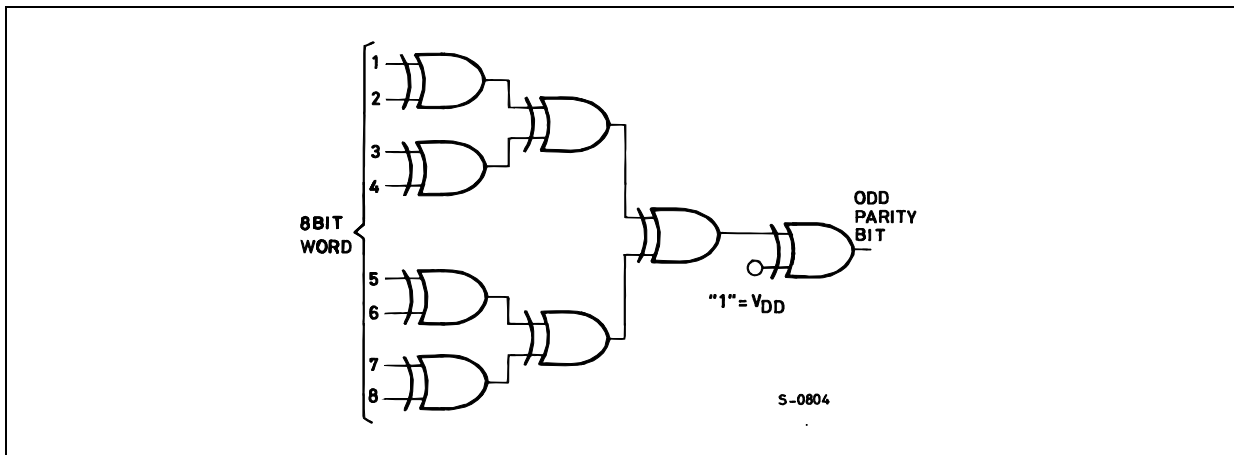 1
2
3
4
8BIT
WORD
5
6
7
8
ODD
PARITY
BIT
"1" = VDD
S-0804